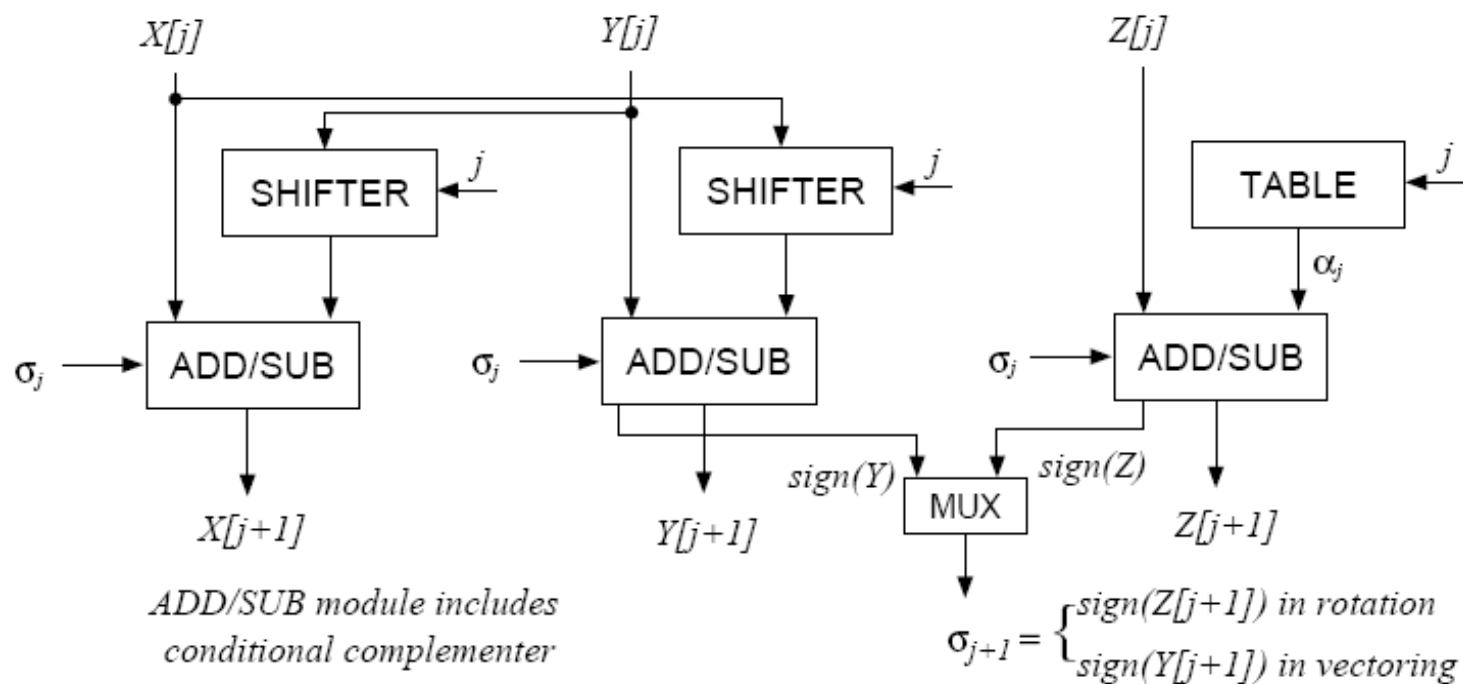 X[j]
Y[j]
Z[j]
SHIFTER
j
SHIFTER
j
TABLE
j
αj
σj
ADD/SUB
σj
ADD/SUB
σj
ADD/SUB
sign(Y)
sign(Z)
MUX
X[j+1]
Y[j+1]
Z[j+1]
ADD/SUB module includes
conditional complementer
σj+1 = { sign(Z[j+1]) in rotation
sign(Y[j+1]) in vectoring